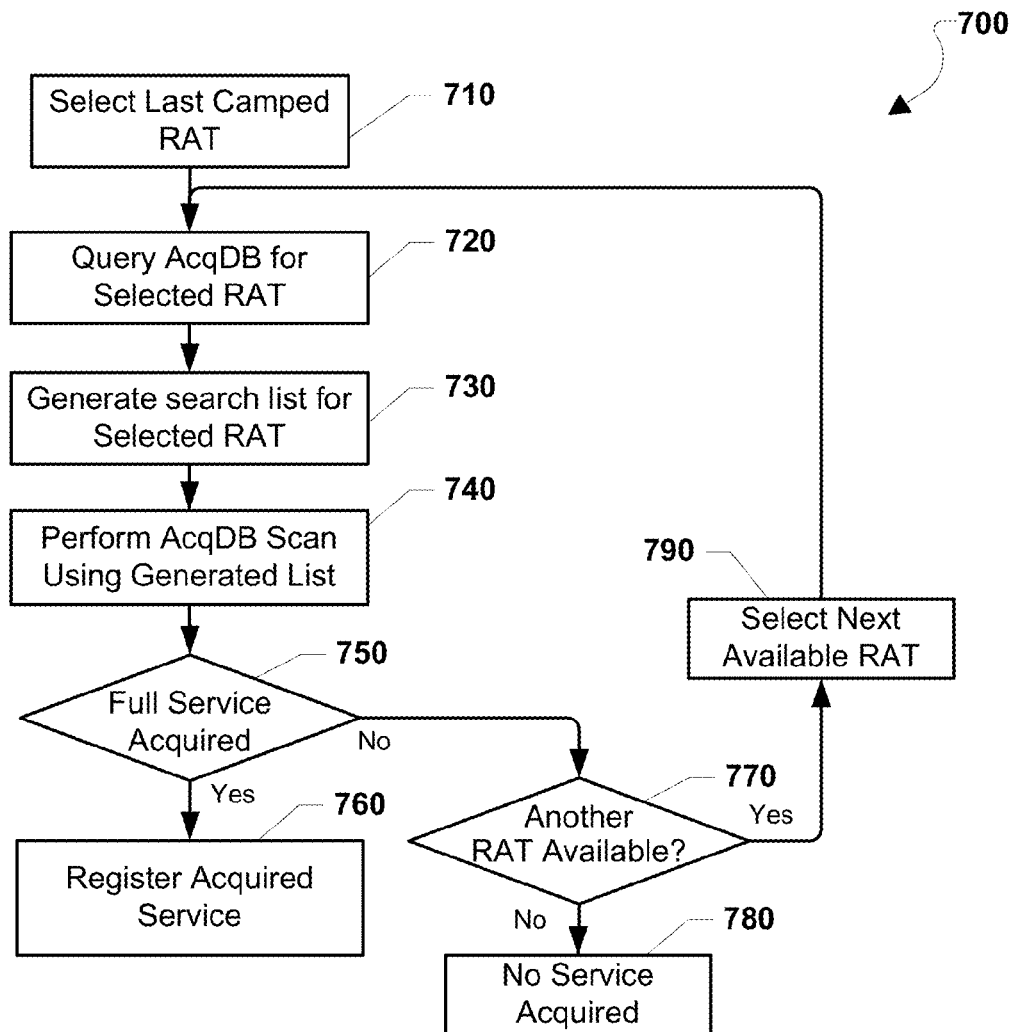 700
Select Last Camped
RAT
710
Query AcqDB for
Selected RAT
720
Generate search list for
Selected RAT
730
Perform AcqDB Scan
Using Generated List
740
790
Select Next
Available RAT
Full Service
Acquired
750
No
Yes
Register Acquired
Service
760
Another
RAT Available?
770
Yes
No
No Service
Acquired
780